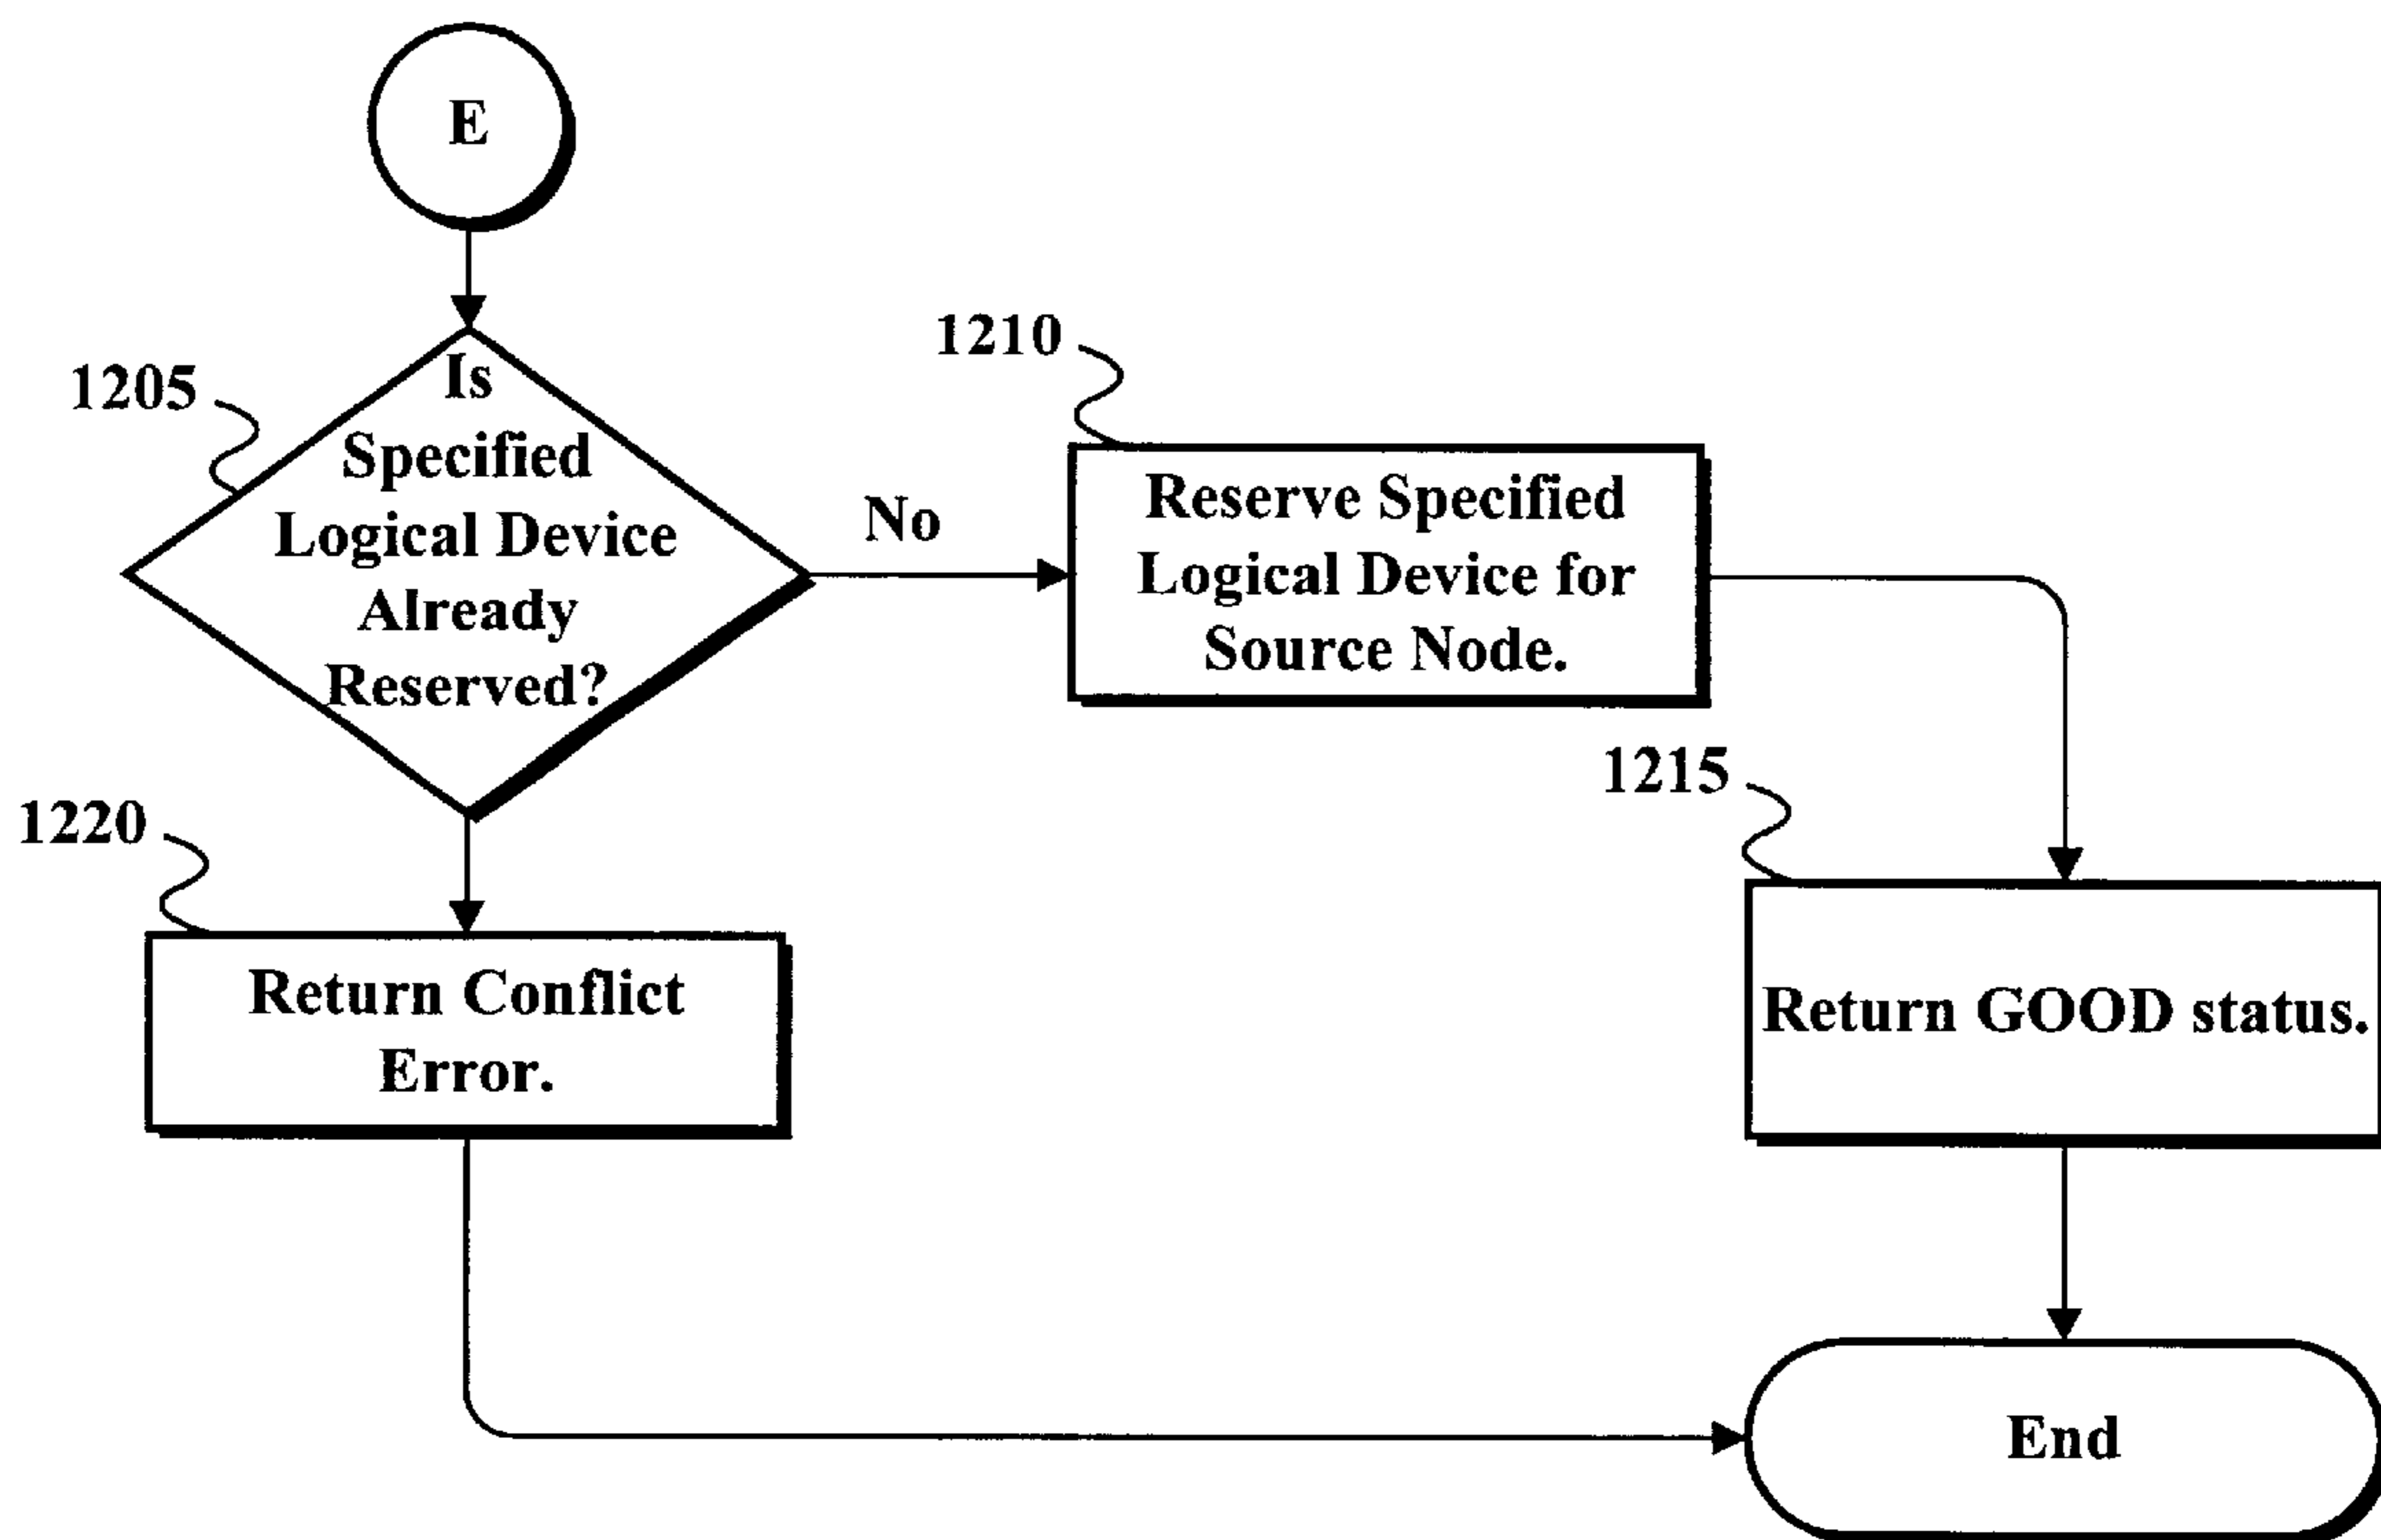 E
1205
Is
Specified
Logical Device
Already
Reserved?
No
1210
Reserve Specified
Logical Device for
Source Node.
1215
Return GOOD status.
1220
Return Conflict
Error.
End